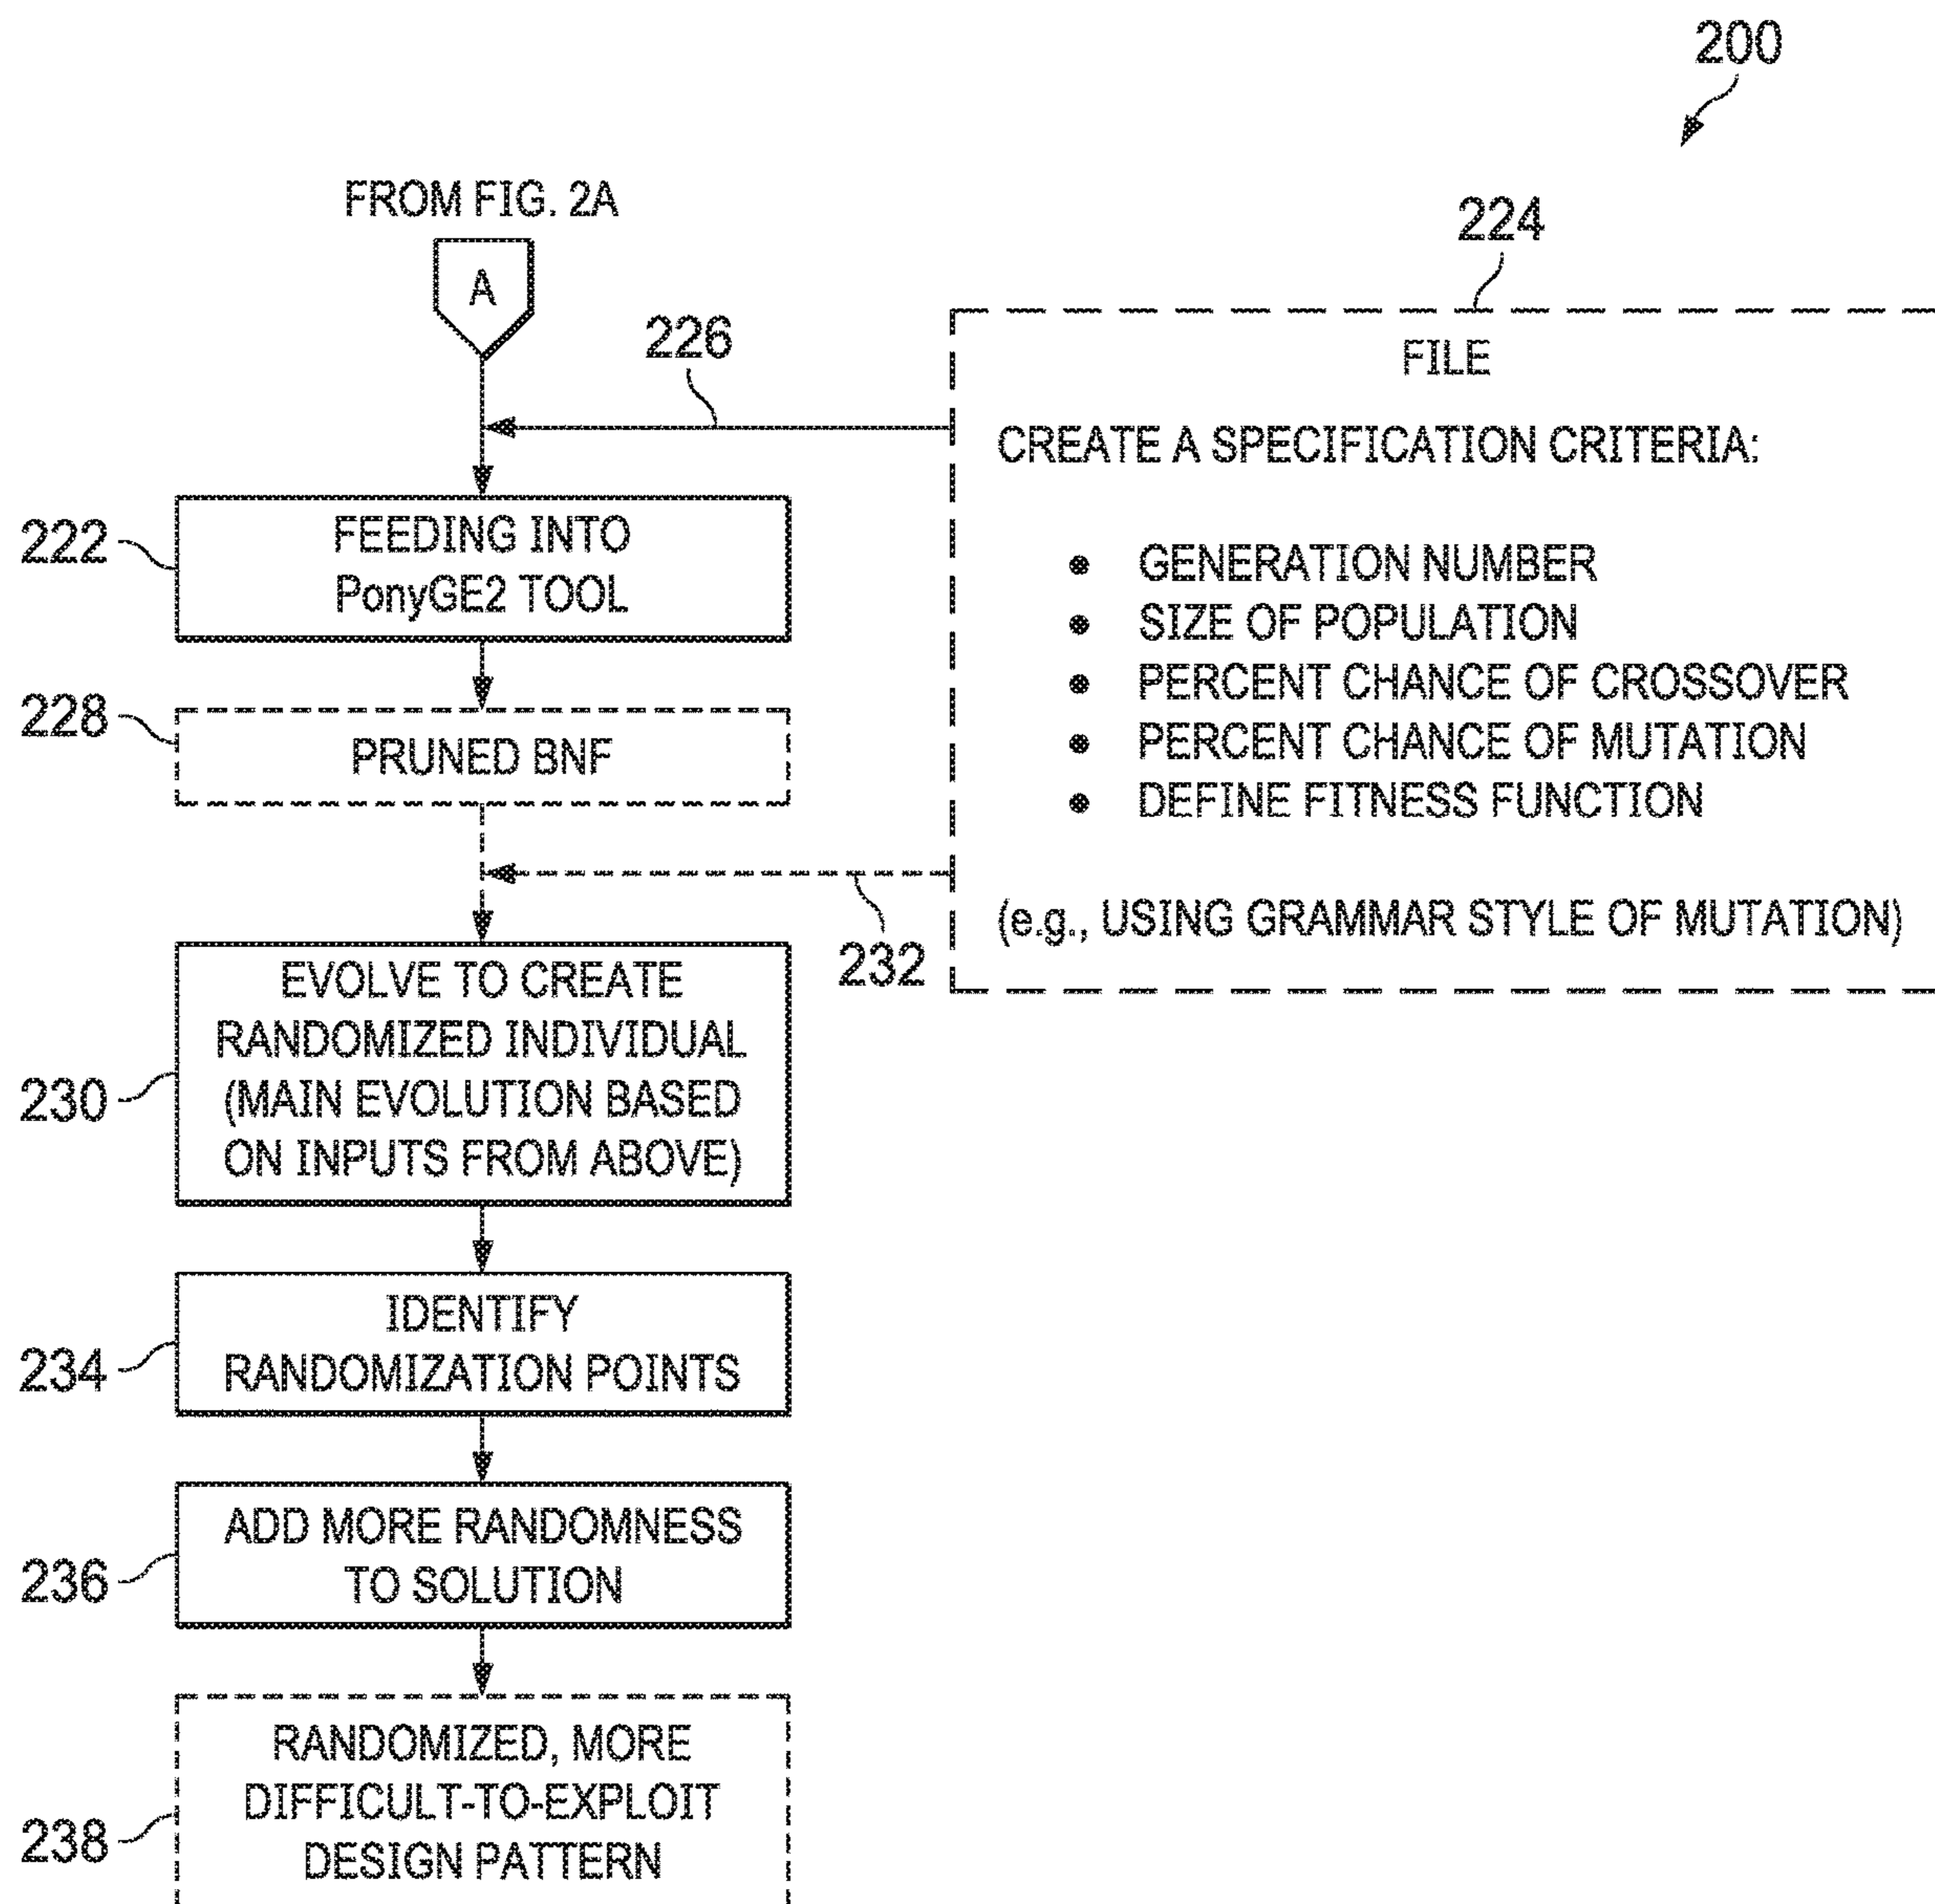 200
FROM FIG. 2A
A
226
224
FILE
CREATE A SPECIFICATION CRITERIA:
• GENERATION NUMBER
• SIZE OF POPULATION
• PERCENT CHANCE OF CROSSOVER
• PERCENT CHANCE OF MUTATION
• DEFINE FITNESS FUNCTION
(e.g., USING GRAMMAR STYLE OF MUTATION)
222
FEEDING INTO
PonyGE2 TOOL
228
PRUNED BNF
232
230
EVOLVE TO CREATE
RANDOMIZED INDIVIDUAL
(MAIN EVOLUTION BASED
ON INPUTS FROM ABOVE)
234
IDENTIFY
RANDOMIZATION POINTS
236
ADD MORE RANDOMNESS
TO SOLUTION
238
RANDOMIZED, MORE
DIFFICULT-TO-EXPLOIT
DESIGN PATTERN